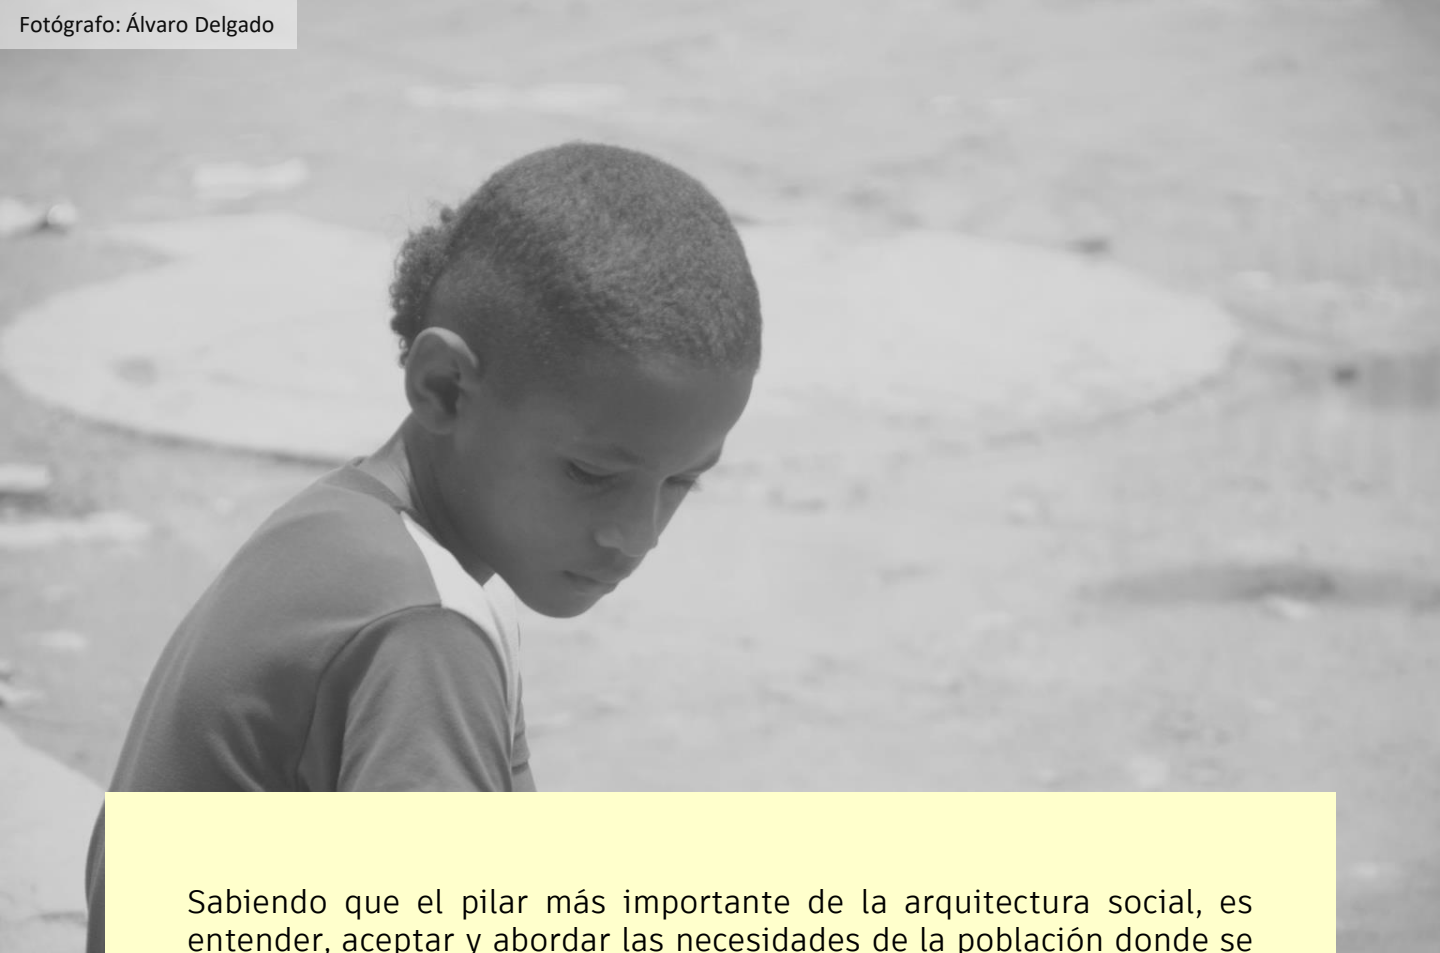 Fotógrafo: Álvaro Delgado
Sabiendo que el pilar más importante de la arquitectura social, es
entender, aceptar y abordar las necesidades de la población donde se